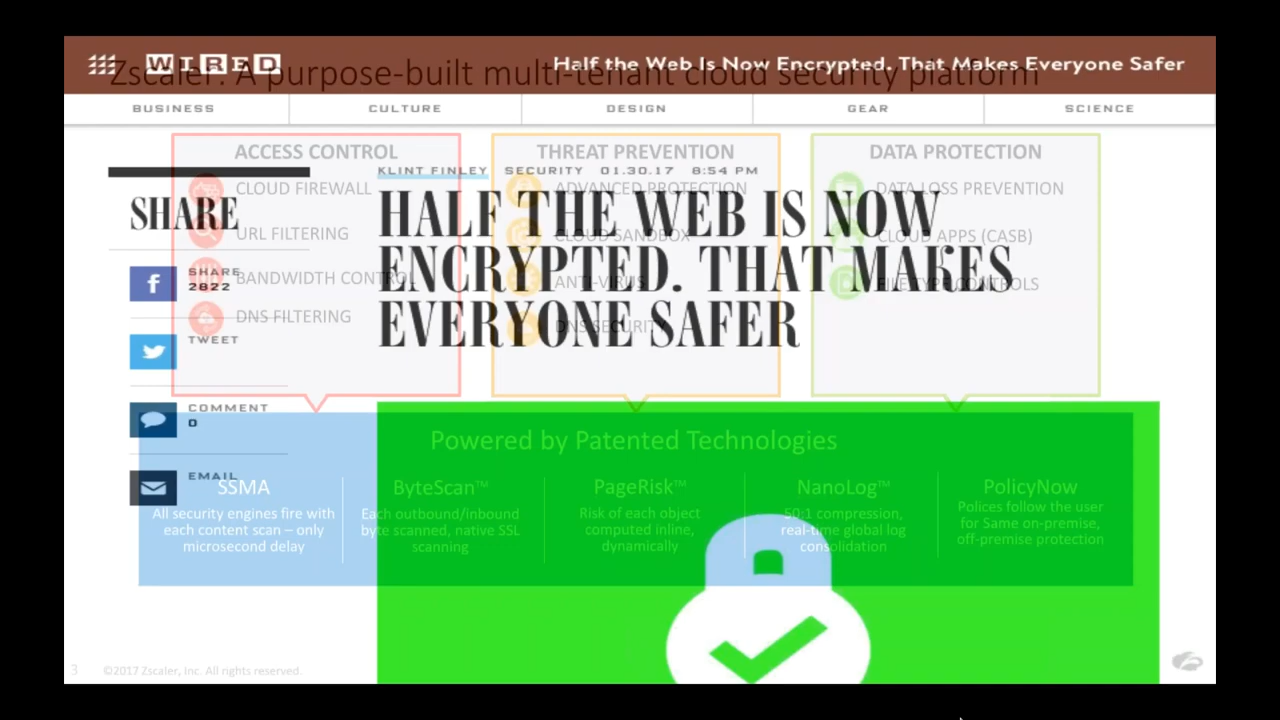 WIRED
Half the Web Is Now Encrypted. That Makes Everyone Safer
Zscaler: A purpose-built multi-tenant cloud security platform
BUSINESS
CULTURE
DESIGN
GEAR
SCIENCE
KLINT FINLEY SECURITY 01.30.17 8:54 PM
HALF THE WEB IS NOW
ENCRYPTED. THAT MAKES
EVERYONE SAFER
SHARE
SHARE
2822
TWEET
COMMENT
0
EMAIL
ACCESS CONTROL
CLOUD FIREWALL
URL FILTERING
BANDWIDTH CONTROL
DNS FILTERING
THREAT PREVENTION
ADVANCED PROTECTION
CLOUD SANDBOX
ANTI-VIRUS
DNS SECURITY
DATA PROTECTION
DATA LOSS PREVENTION
CLOUD APPS (CASB)
FILE TYPE CONTROLS
Powered by Patented Technologies
SSMA
All security engines fire with
each content scan – only
microsecond delay
ByteScan™
Each outbound/inbound
byte scanned, native SSL
scanning
PageRisk™
Risk of each object
computed inline,
dynamically
NanoLog™
50:1 compression,
real-time global log
consolidation
PolicyNow
Polices follow the user
for Same on-premise,
off-premise protection
3
©2017 Zscaler, Inc. All rights reserved.